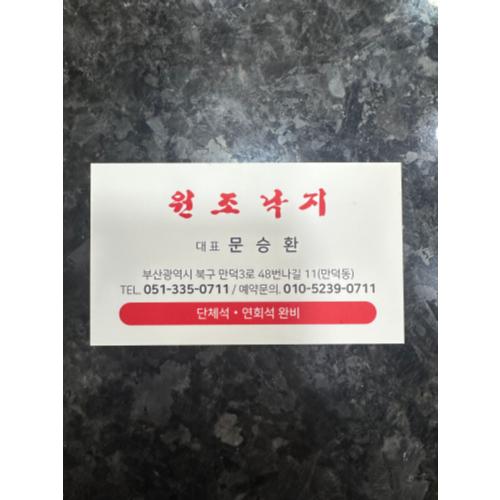 원조낙지
대표 문승환
부산광역시 북구 만덕3로 48번나길 11(만덕동)
TEL. 051-335-0711 / 예약문의. 010-5239-0711
단체석 • 연회석 완비